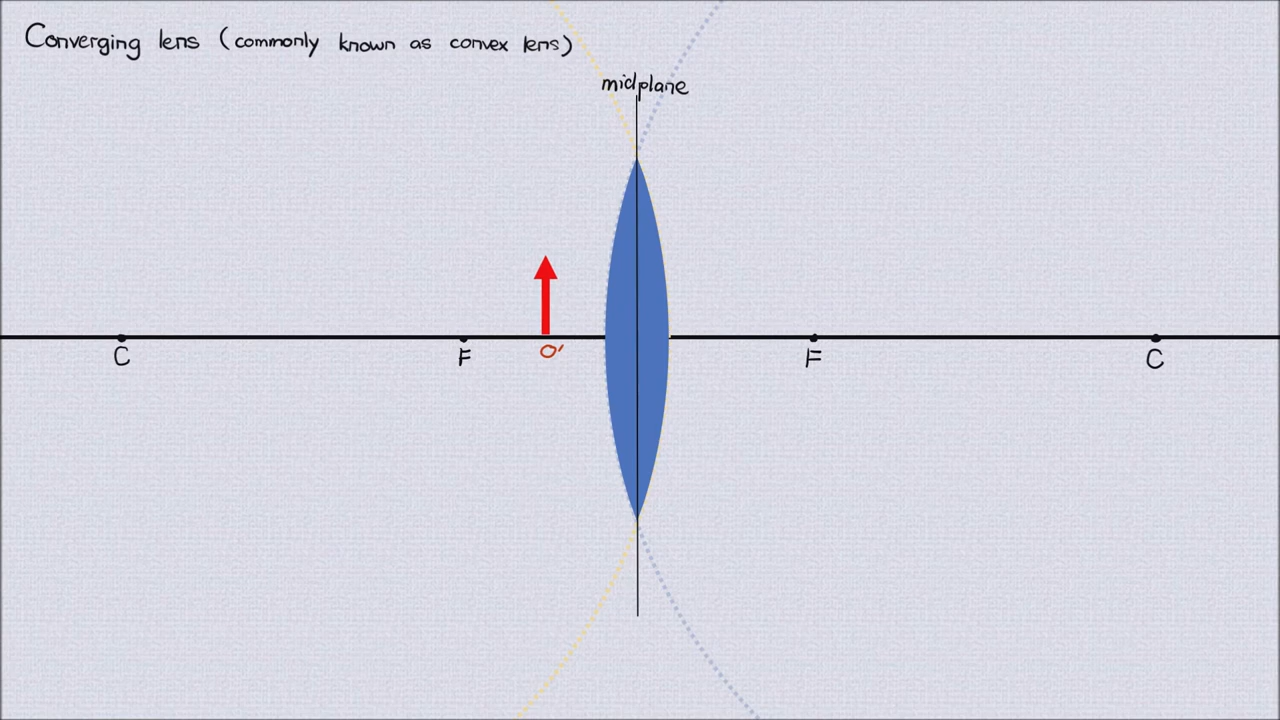 Converging lens (commonly known as convex lens)
midplane
C
F
O'
F
C